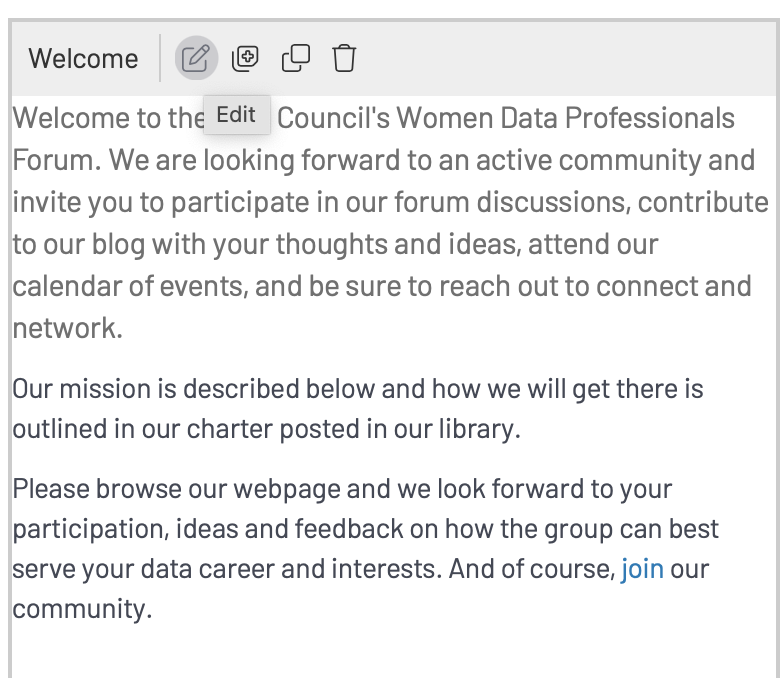 Welcome
Edit
Welcome to the Council's Women Data Professionals
Forum. We are looking forward to an active community and
invite you to participate in our forum discussions, contribute
to our blog with your thoughts and ideas, attend our
calendar of events, and be sure to reach out to connect and
network.
Our mission is described below and how we will get there is
outlined in our charter posted in our library.
Please browse our webpage and we look forward to your
participation, ideas and feedback on how the group can best
serve your data career and interests. And of course, join our
community.